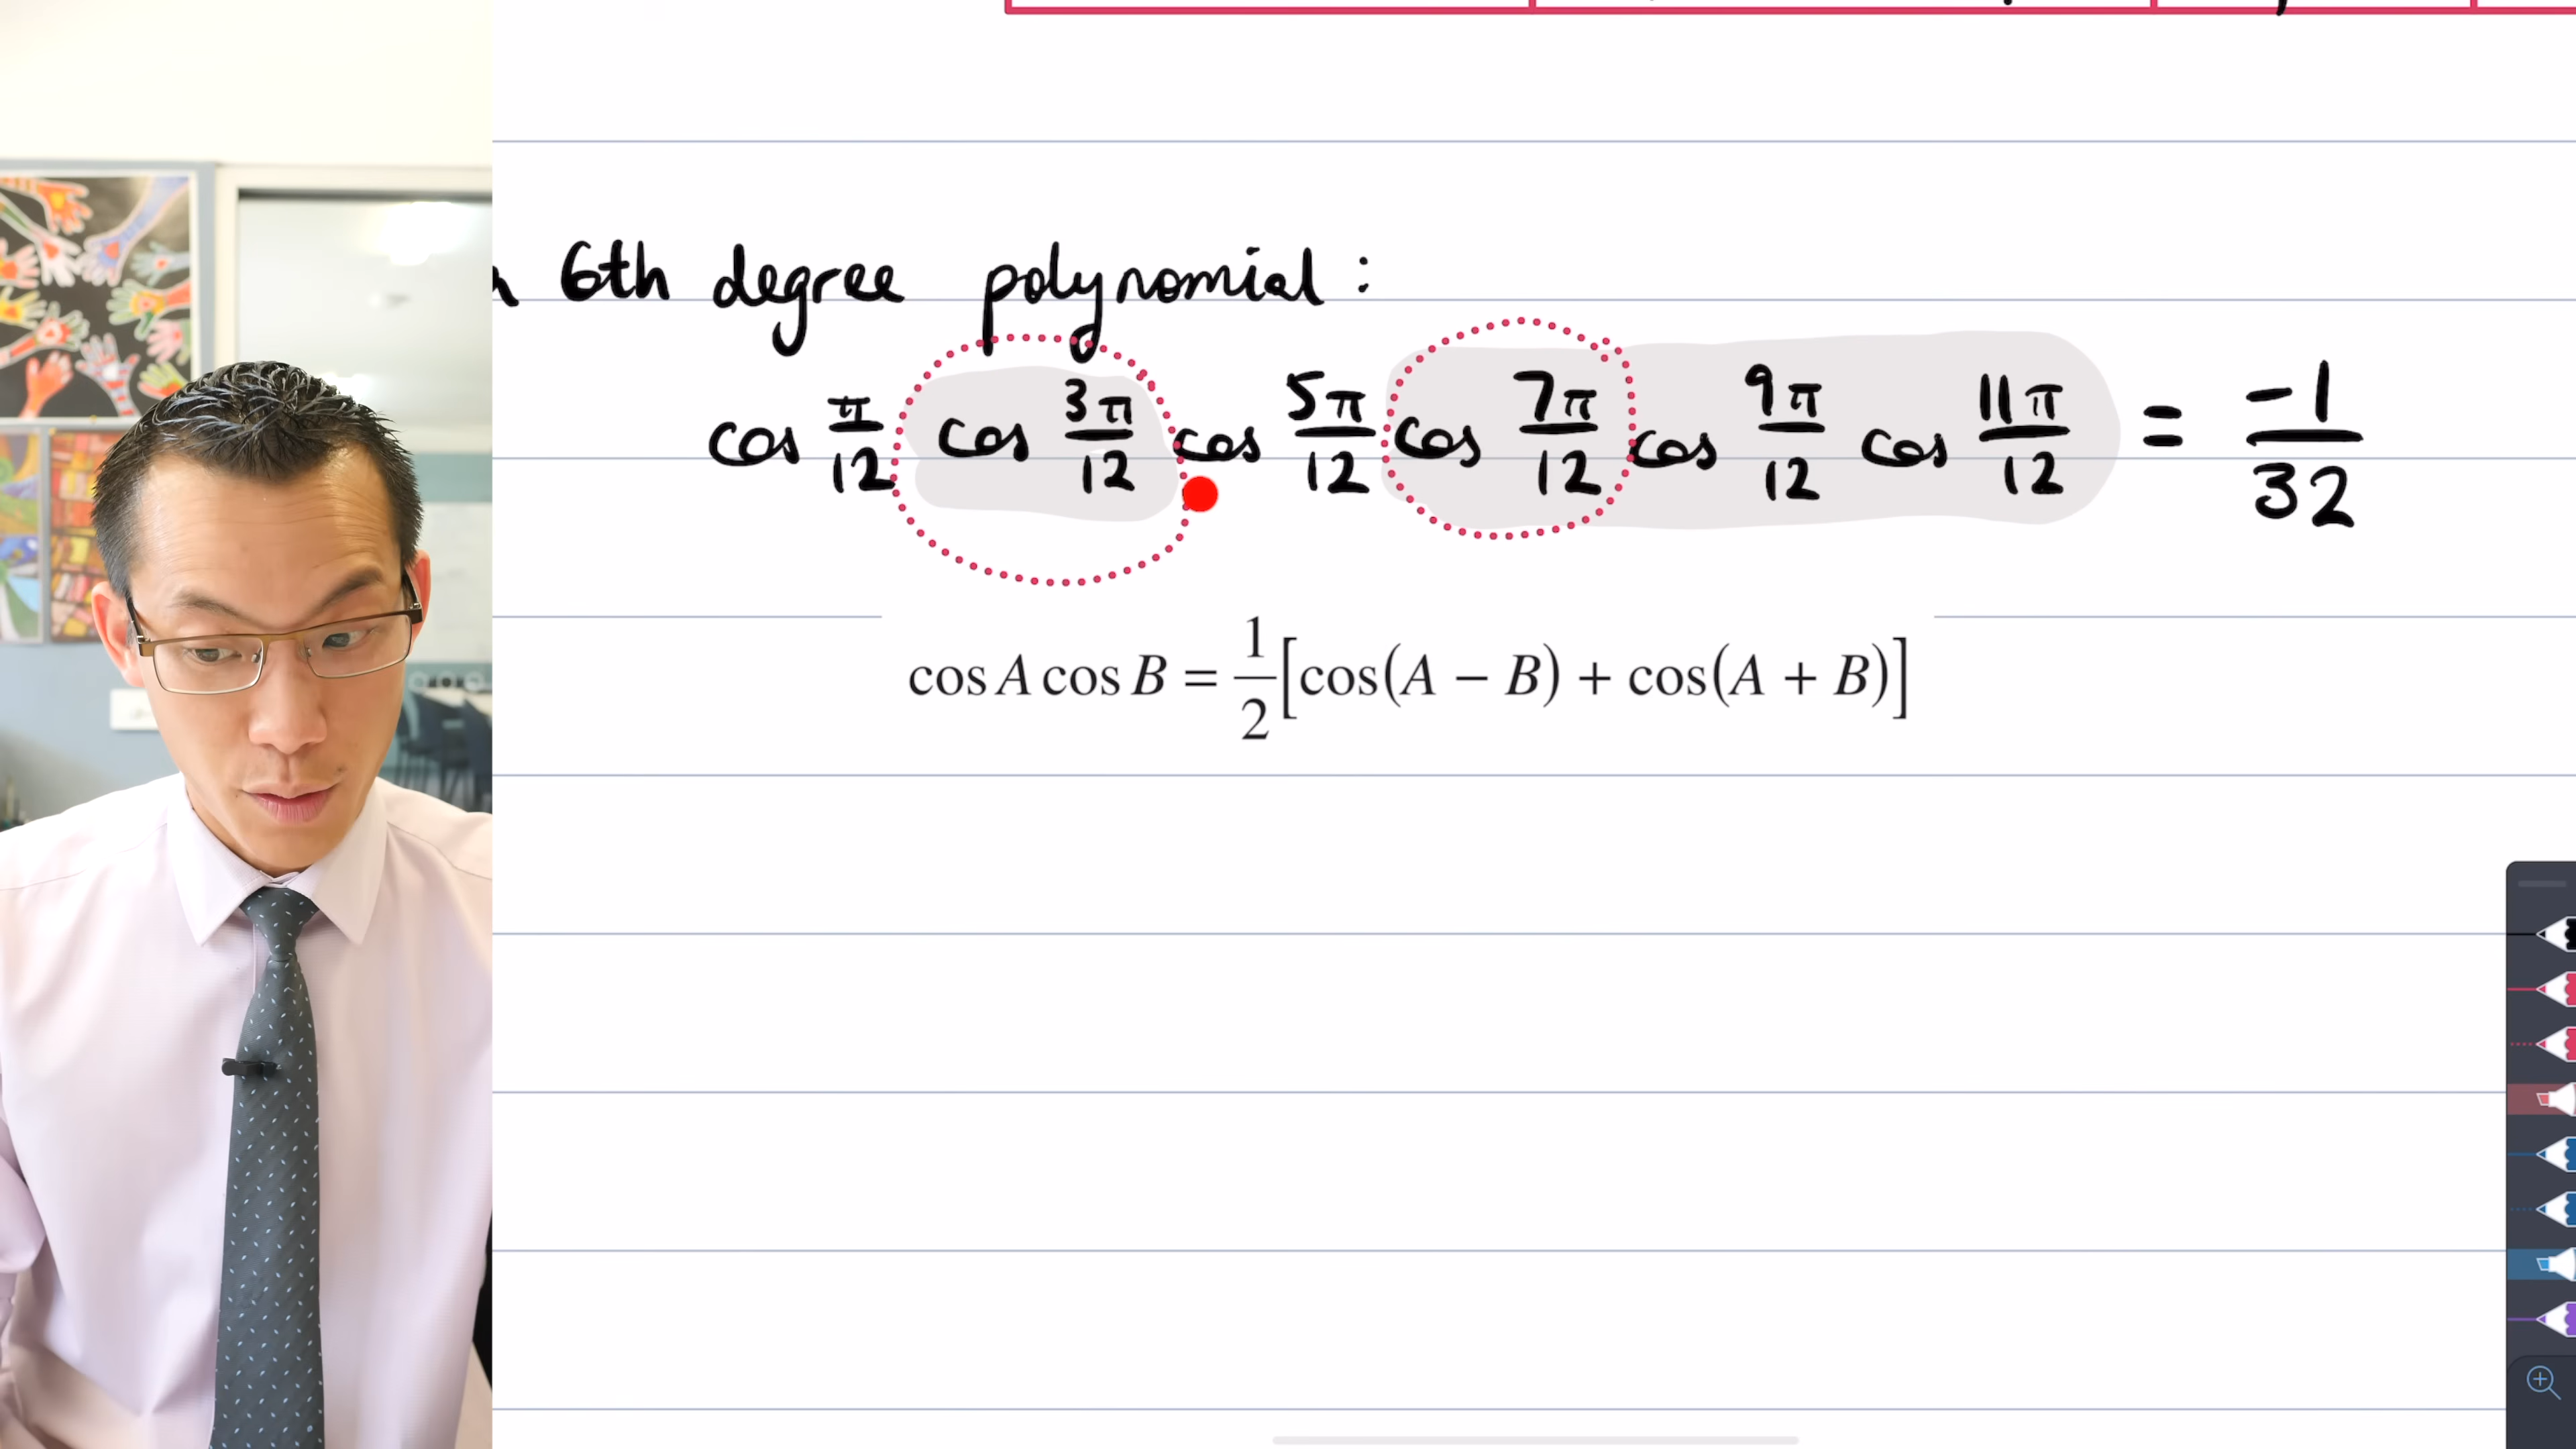 6th degree polynomial :
cos π/12 cos 3π/12 cos 5π/12 cos 7π/12 cos 9π/12 cos 11π/12 = -1/32
cos A cos B = 1/2 [cos(A − B) + cos(A + B)]